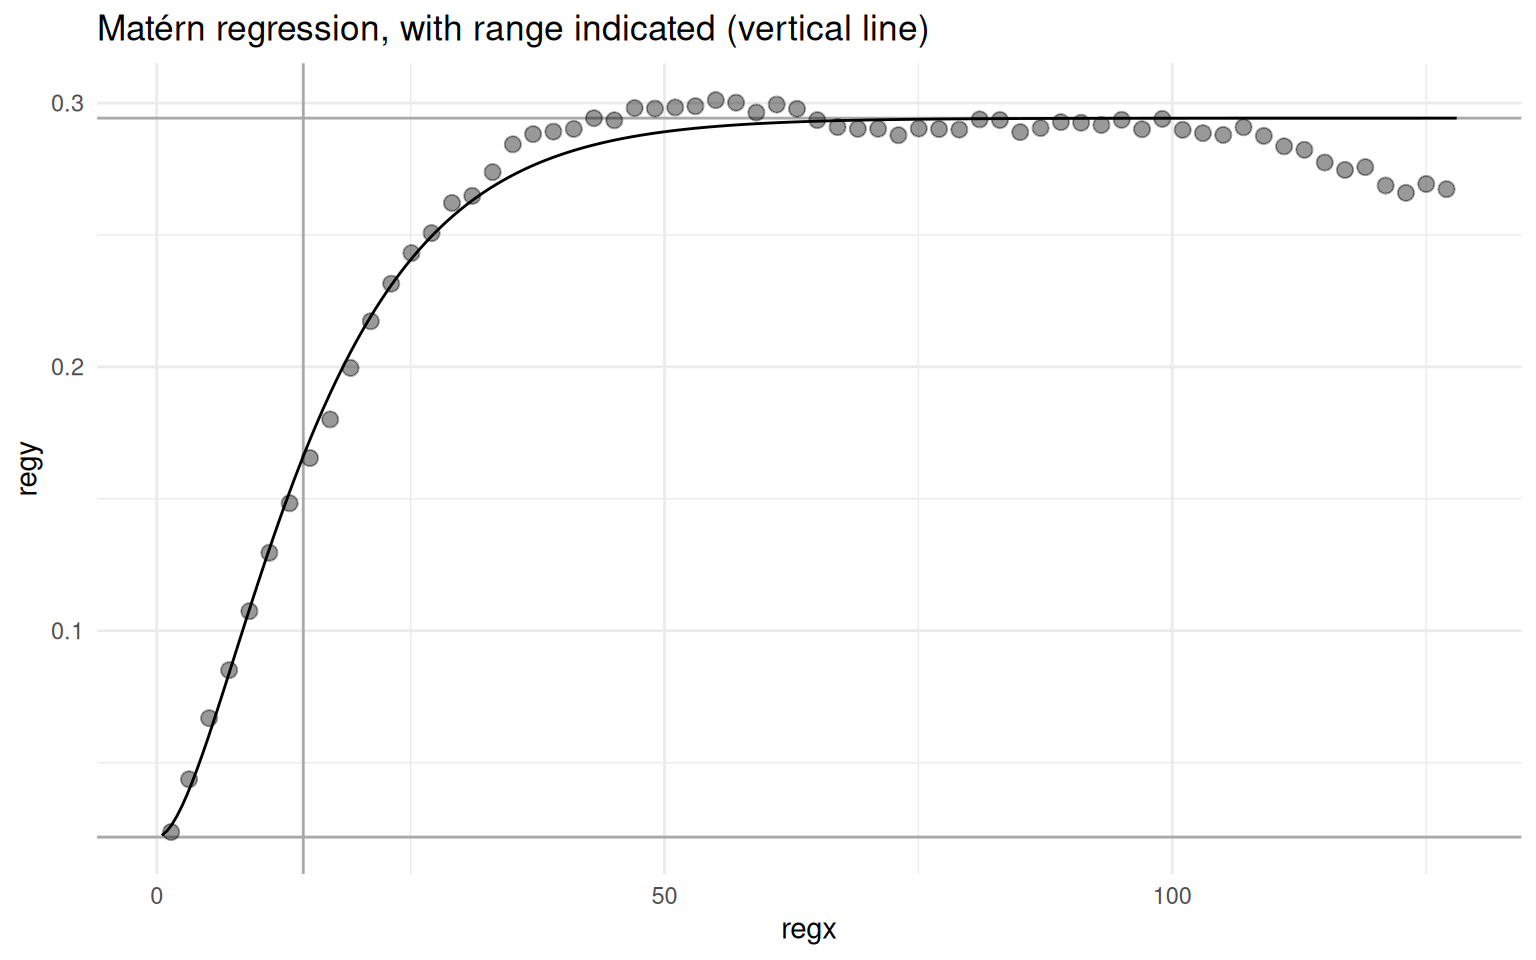 Matérn regression, with range indicated (vertical line)
0.3
0.2
0.1
regy
0 50 100
regx